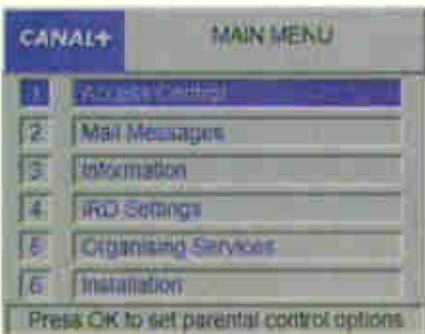 CANAL+ MAIN MENU
1 Access Control
2 Mail Messages
3 Information
4 IRD Settings
5 Organising Services
6 Installation
Press OK to set parental control options